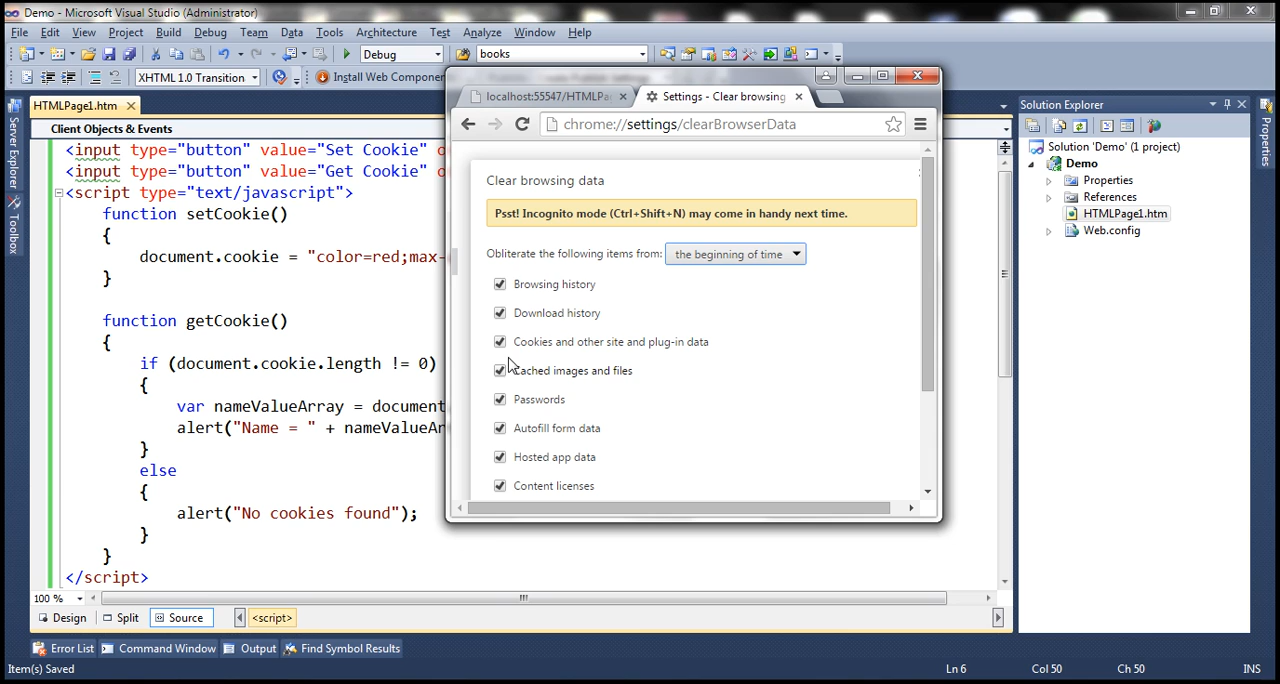 Demo - Microsoft Visual Studio (Administrator)
File Edit View Project Build Debug Team Data Tools Architecture Test Analyze Window Help
Debug books
XHTML 1.0 Transition Install Web Componen
HTMLPage1.htm
Client Objects & Events
<input type="button" value="Set Cookie" o
<input type="button" value="Get Cookie" o
<script type="text/javascript">
function setCookie()
{
document.cookie = "color=red;max-
}
function getCookie()
{
if (document.cookie.length != 0)
{
var nameValueArray = document
alert("Name = " + nameValueAr
}
else
{
alert("No cookies found");
}
}
</script>
100 %
Design Split Source <script>
Error List Command Window Output Find Symbol Results
Item(s) Saved Ln 6 Col 50 Ch 50 INS
Server Explorer
Toolbox
localhost:55547/HTMLPa Settings - Clear browsing
chrome://settings/clearBrowserData
Clear browsing data
Psst! Incognito mode (Ctrl+Shift+N) may come in handy next time.
Obliterate the following items from: the beginning of time
Browsing history
Download history
Cookies and other site and plug-in data
Cached images and files
Passwords
Autofill form data
Hosted app data
Content licenses
Solution Explorer
Solution 'Demo' (1 project)
Demo
Properties
References
HTMLPage1.htm
Web.config
Properties